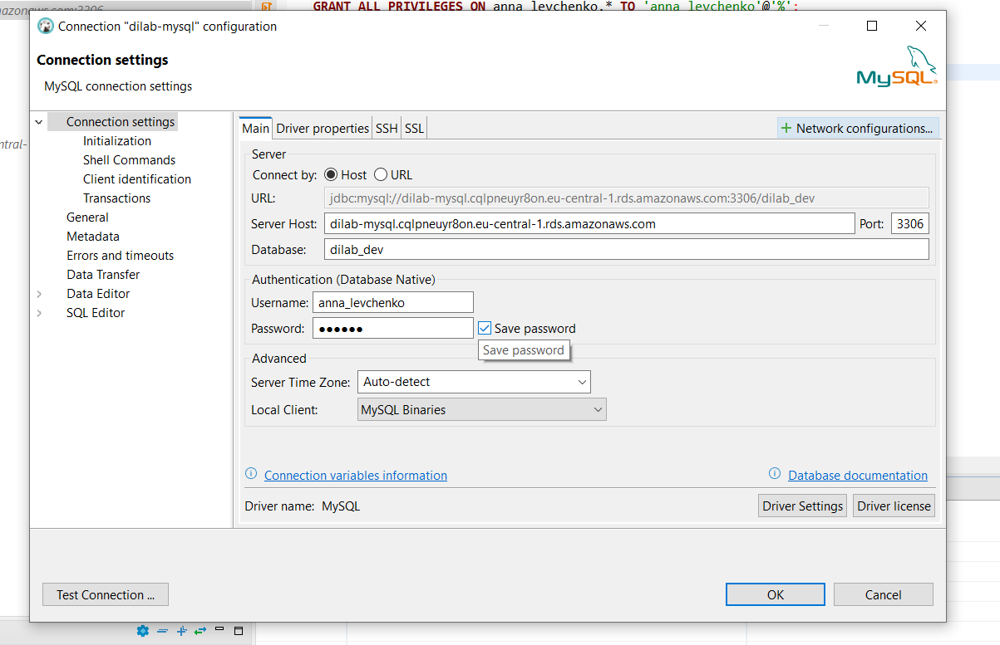 azonaws.com:3306
GRANT ALL PRIVILEGES ON anna_levchenko.* TO 'anna_levchenko'@'%';
Connection "dilab-mysql" configuration
Connection settings
MySQL connection settings
MySQL®
ntral-
Connection settings
Initialization
Shell Commands
Client identification
Transactions
General
Metadata
Errors and timeouts
Data Transfer
Data Editor
SQL Editor
Main Driver properties SSH SSL
+ Network configurations...
Server
Connect by: Host URL
URL: jdbc:mysql://dilab-mysql.cqlpneuyr8on.eu-central-1.rds.amazonaws.com:3306/dilab_dev
Server Host: dilab-mysql.cqlpneuyr8on.eu-central-1.rds.amazonaws.com Port: 3306
Database: dilab_dev
Authentication (Database Native)
Username: anna_levchenko
Password: ●●●●●● Save password
Save password
Advanced
Server Time Zone: Auto-detect
Local Client: MySQL Binaries
Connection variables information Database documentation
Driver name: MySQL Driver Settings Driver license
Test Connection ... OK Cancel